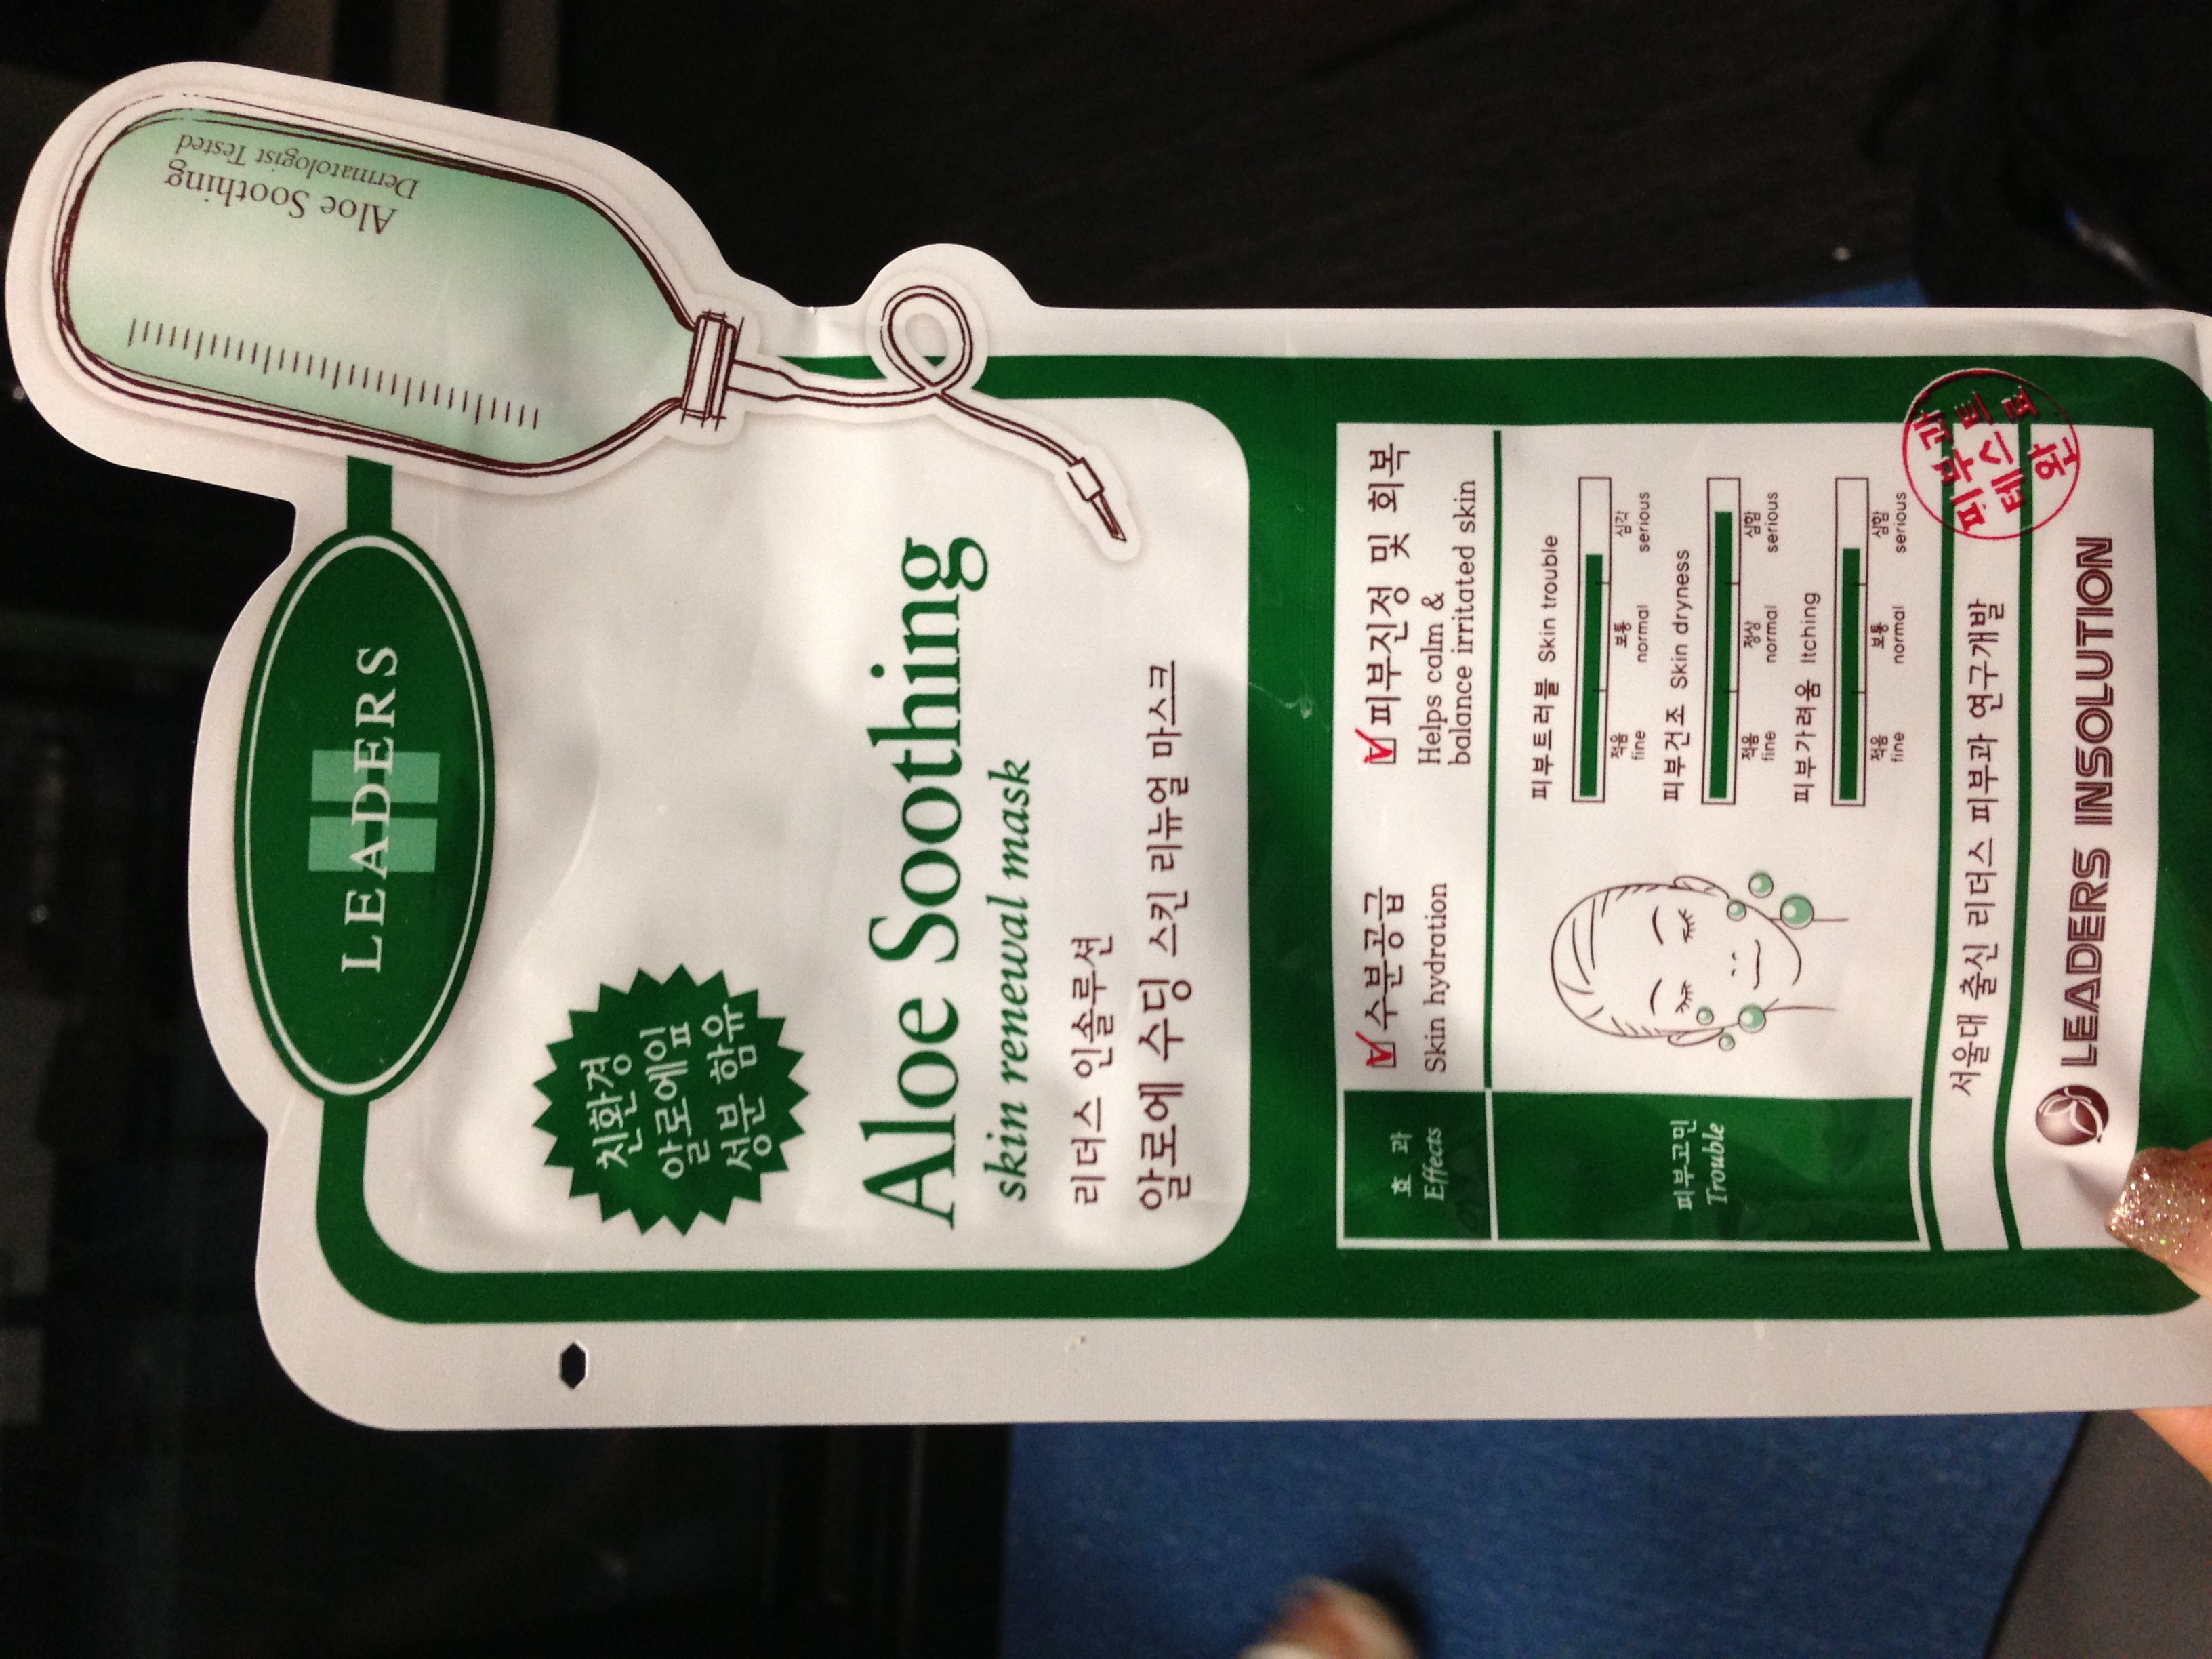 LEADERS
Aloe Soothing
Dermatologist Tested
친환경
알로에잎
성분 함유
Aloe Soothing
skin renewal mask
리더스 인솔루션
알로에 수딩 스킨 리뉴얼 마스크
효 과
Effects
수분공급
Skin hydration
피부진정 및 회복
Helps calm &
balance irritated skin
피부고민
Trouble
피부트러블 Skin trouble
적음 보통 심각
fine normal serious
피부건조 Skin dryness
적음 정상 심함
fine normal serious
피부가려움 Itching
적음 보통 심함
fine normal serious
피부과
테스트
완료
서울대 출신 리더스 피부과 연구개발
LEADERS INSOLUTION